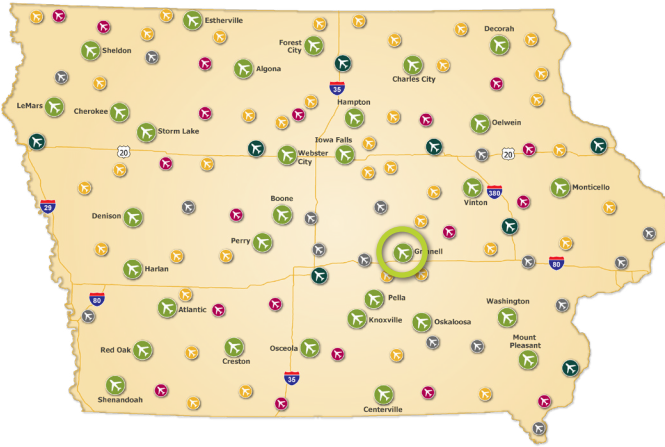 Estherville
Decorah
Forest
City
Sheldon
Algona
Charles City
35
LeMars
Cherokee
Hampton
Oelwein
Storm Lake
Iowa Falls
20
Webster
City
20
Monticello
Vinton
380
29
Denison
Boone
Perry
Grinnell
Harlan
80
80
Pella
Washington
Atlantic
Knoxville
Oskaloosa
Mount
Pleasant
Red Oak
Creston
Osceola
35
Shenandoah
Centerville